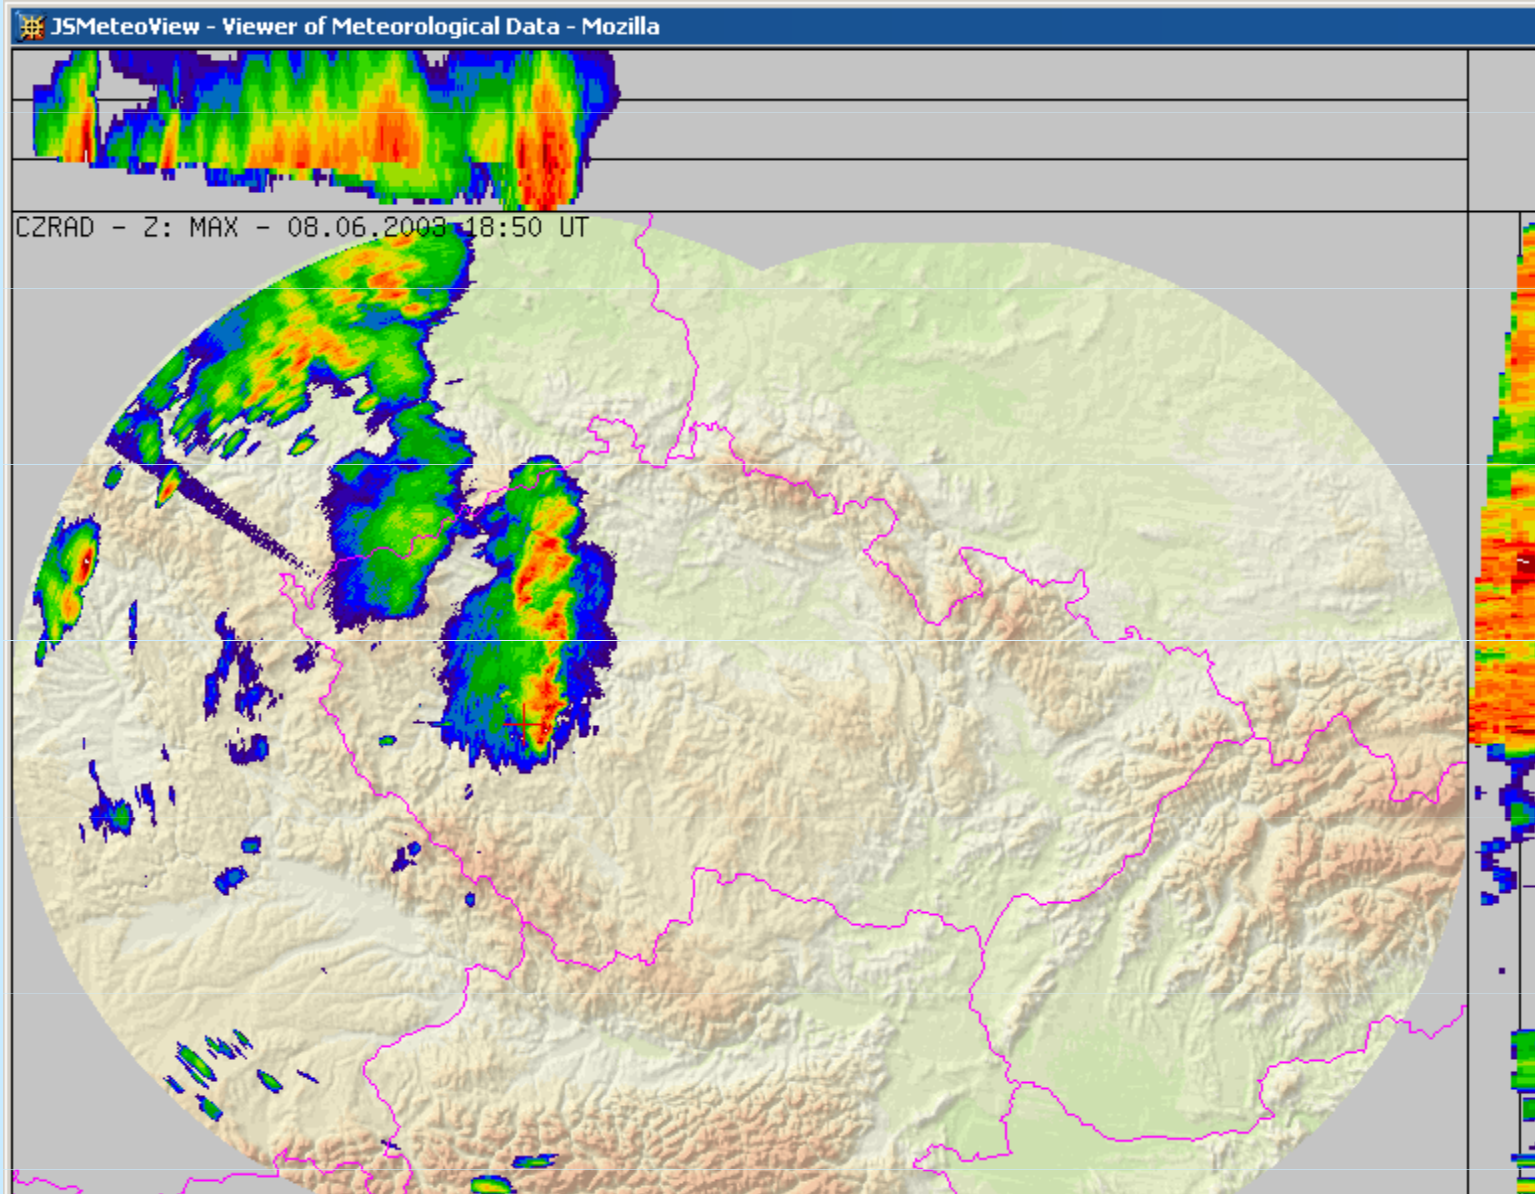 JSMeteoView - Viewer of Meteorological Data - Mozilla
CZRAD - Z: MAX - 08.06.2003 18:50 UT